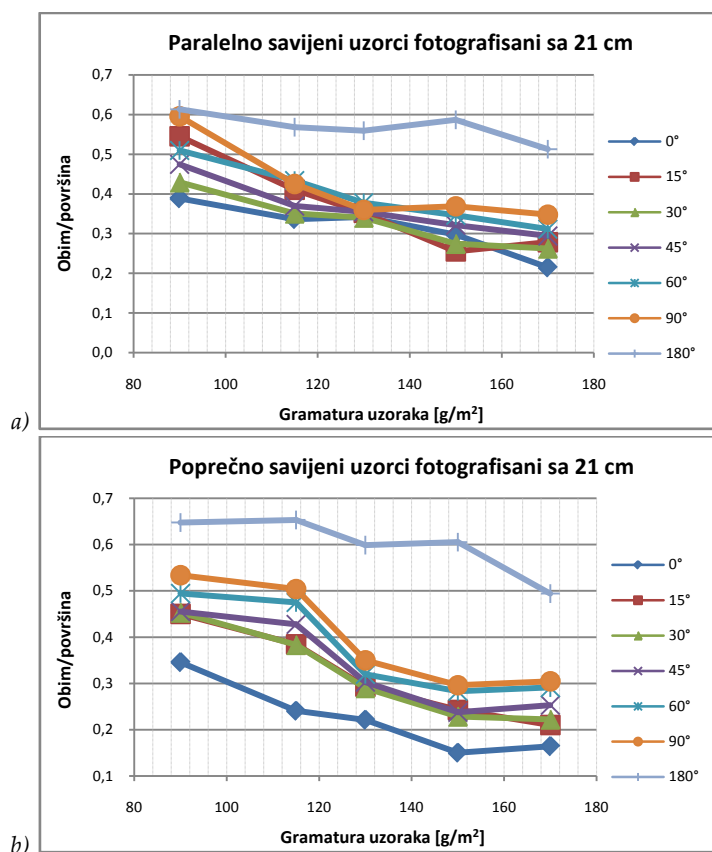 Paralelno savijeni uzorci fotografisani sa 21 cm
0,7
0,6
0,5
0,4
0,3
0,2
0,1
0,0
Obim/površina
80 100 120 140 160 180
Gramatura uzoraka [g/m²]
0°
15°
30°
45°
60°
90°
180°
a)
Poprečno savijeni uzorci fotografisani sa 21 cm
0,7
0,6
0,5
0,4
0,3
0,2
0,1
Obim/površina
80 100 120 140 160 180
Gramatura uzoraka [g/m²]
0°
15°
30°
45°
60°
90°
180°
b)